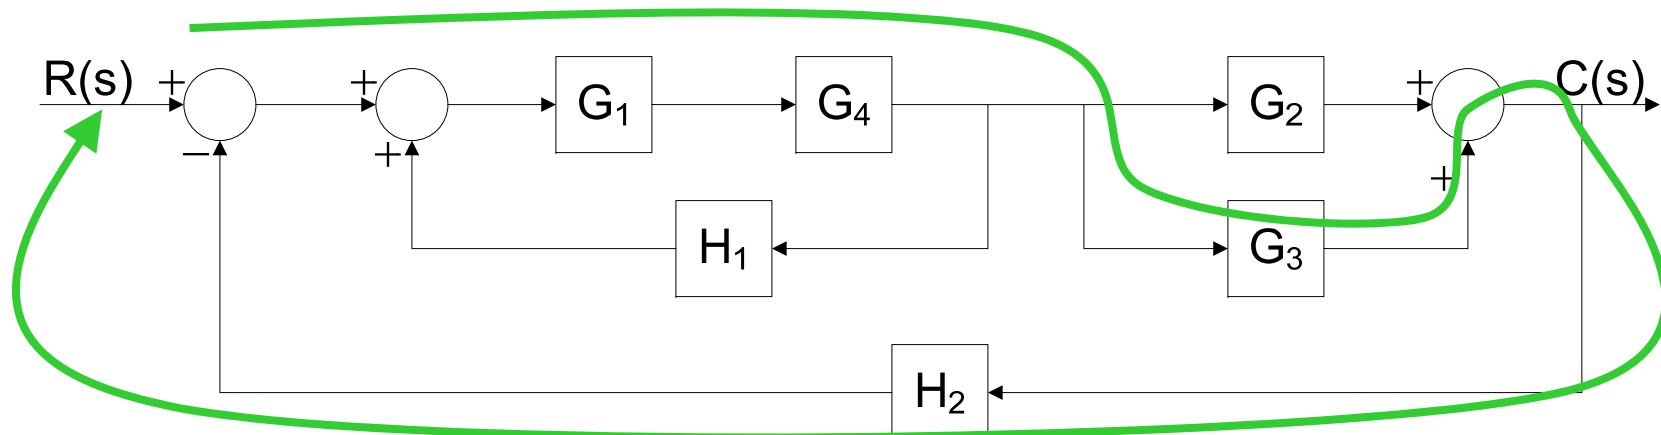 R(s) + + G₁ G₄ G₂ + C(s)
− + H₁ + G₃
H₂